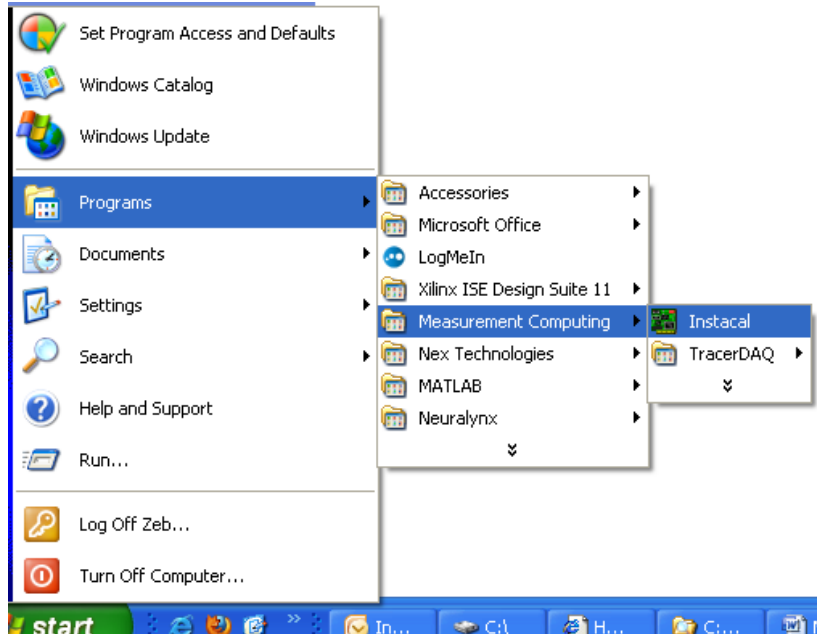 Set Program Access and Defaults
Windows Catalog
Windows Update
Programs
Documents
Settings
Search
Help and Support
Run...
Log Off Zeb...
Turn Off Computer...
Accessories
Microsoft Office
LogMeIn
Xilinx ISE Design Suite 11
Measurement Computing
Nex Technologies
MATLAB
Neuralynx
Instacal
TracerDAQ
start
In...
C:\
H...
C:...